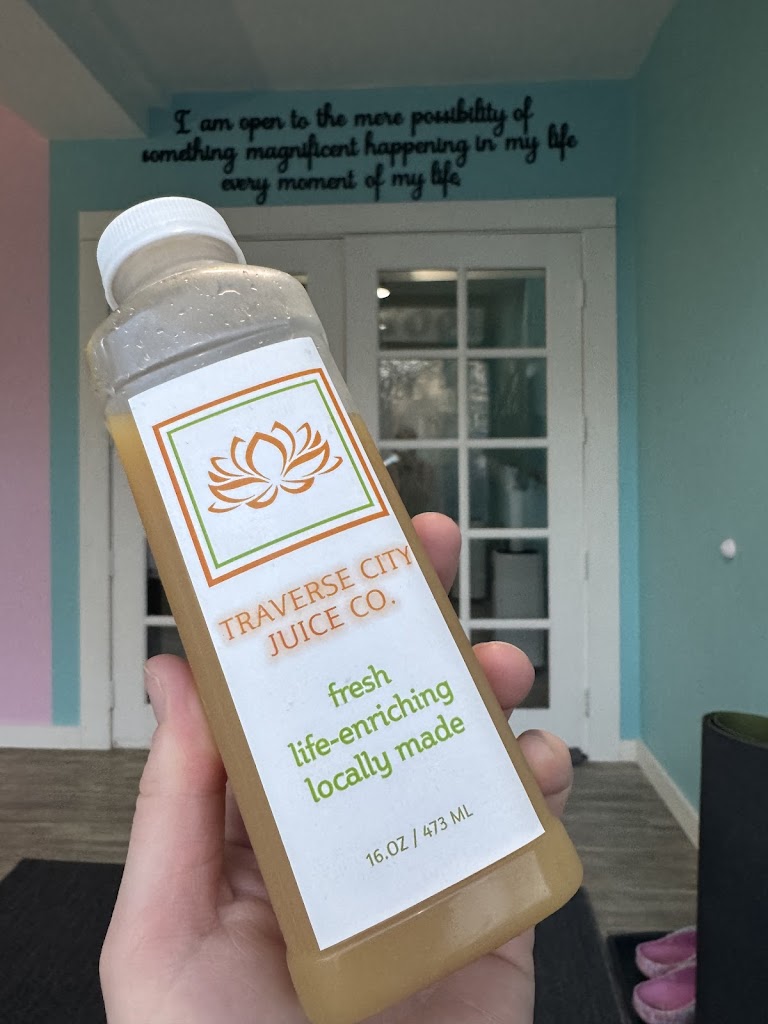 I am open to the mere possibility of
something magnificent happening in my life
every moment of my life.
TRAVERSE CITY
JUICE CO.
fresh
life-enriching
locally made
16.OZ / 473 ML